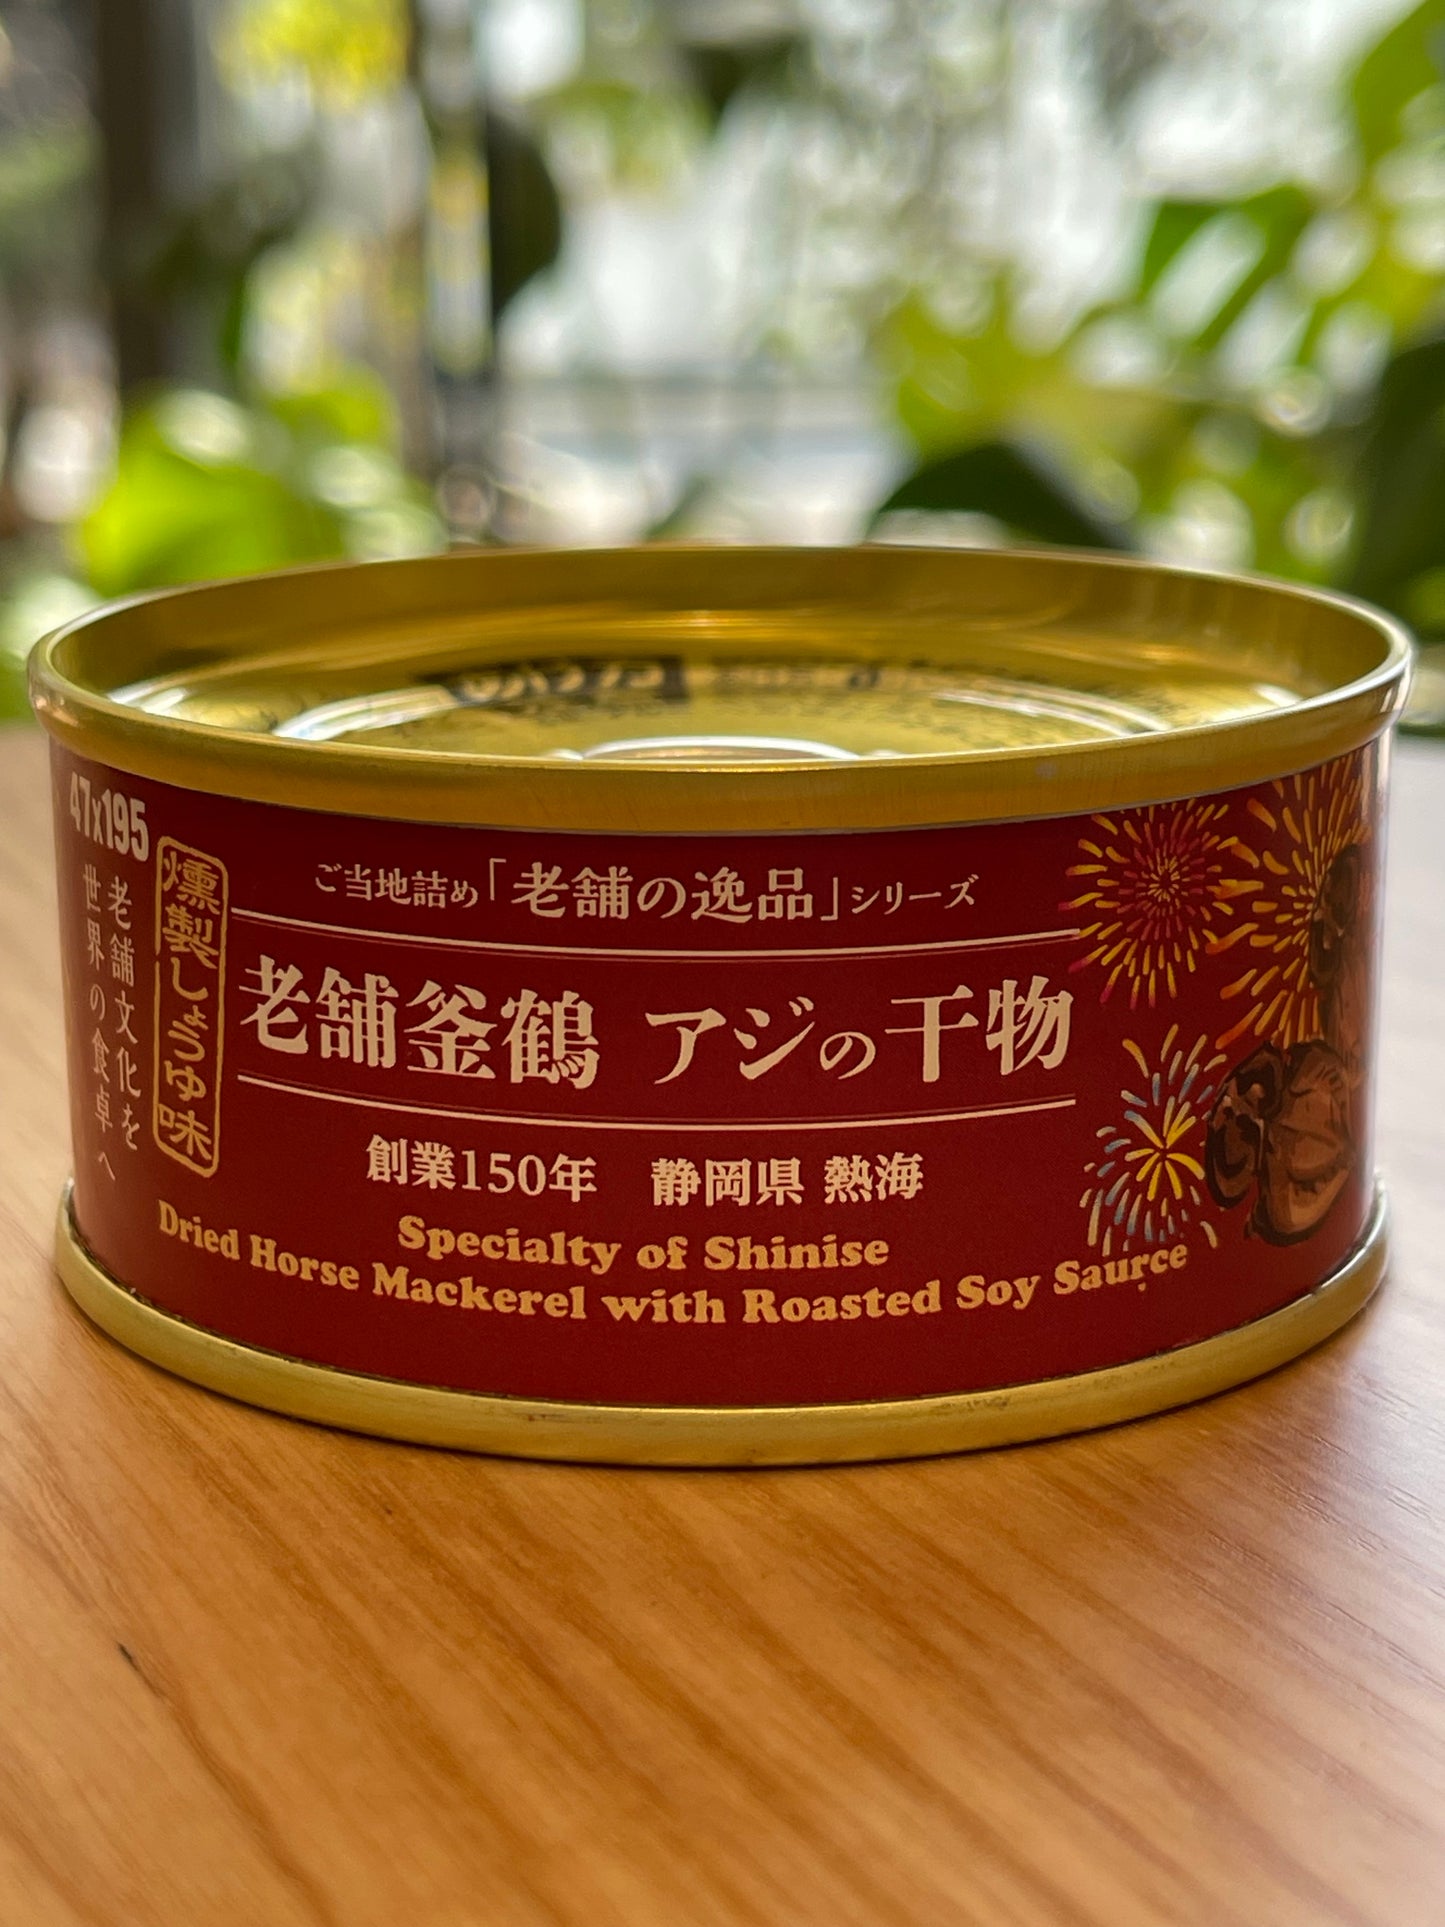 47x195
老舗文化を
世界の食卓へ
燻製しょうゆ味
ご当地詰め「老舗の逸品」シリーズ
老舗釜鶴 アジの干物
創業150年 静岡県 熱海
Specialty of Shinise
Dried Horse Mackerel with Roasted Soy Saurce